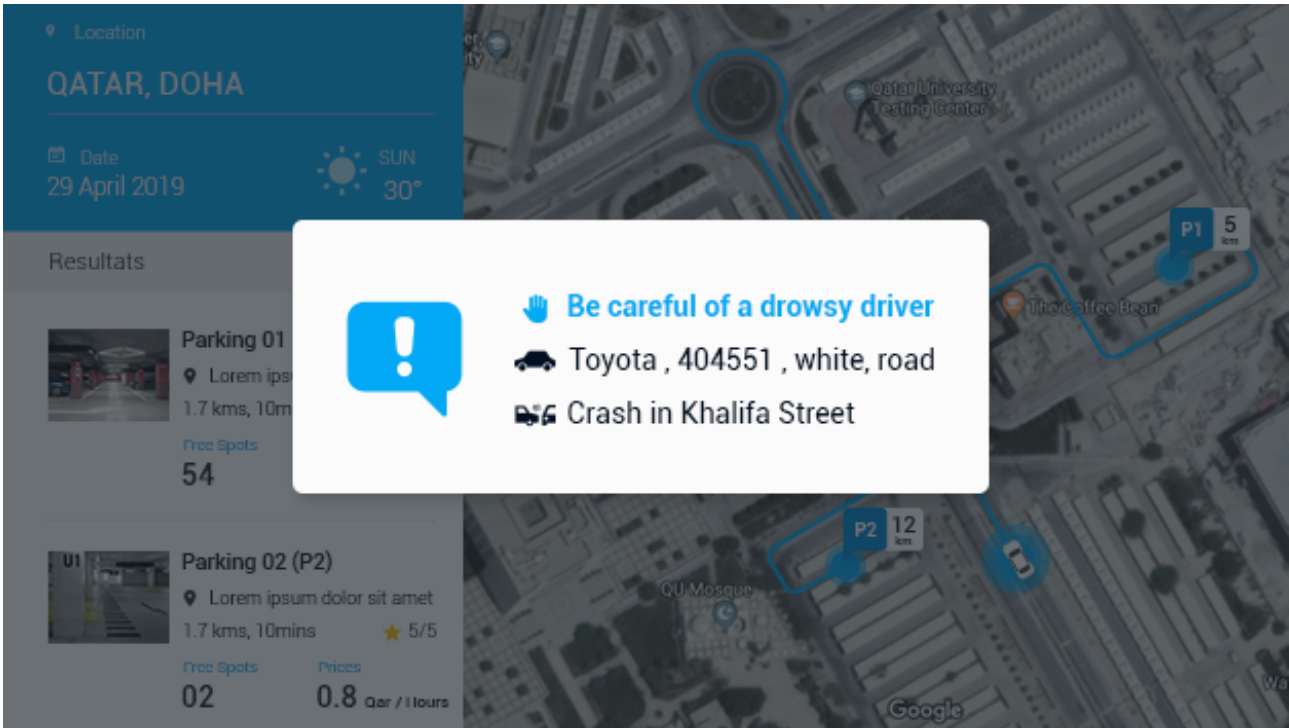 Location
QATAR, DOHA
Date
29 April 2019
SUN
30°
Resultats
Parking 01
Lorem ips
1.7 kms, 10m
Free Spots
54
U1
Parking 02 (P2)
Lorem ipsum dolor sit amet
1.7 kms, 10mins 5/5
Free Spots Prices
02 0.8 Qar / Hours
Be careful of a drowsy driver
Toyota , 404551 , white, road
Crash in Khalifa Street
Qatar University
Testing Center
P1 5 km
The Coffee Bean
P2 12 km
QU Mosque
Google
Wa